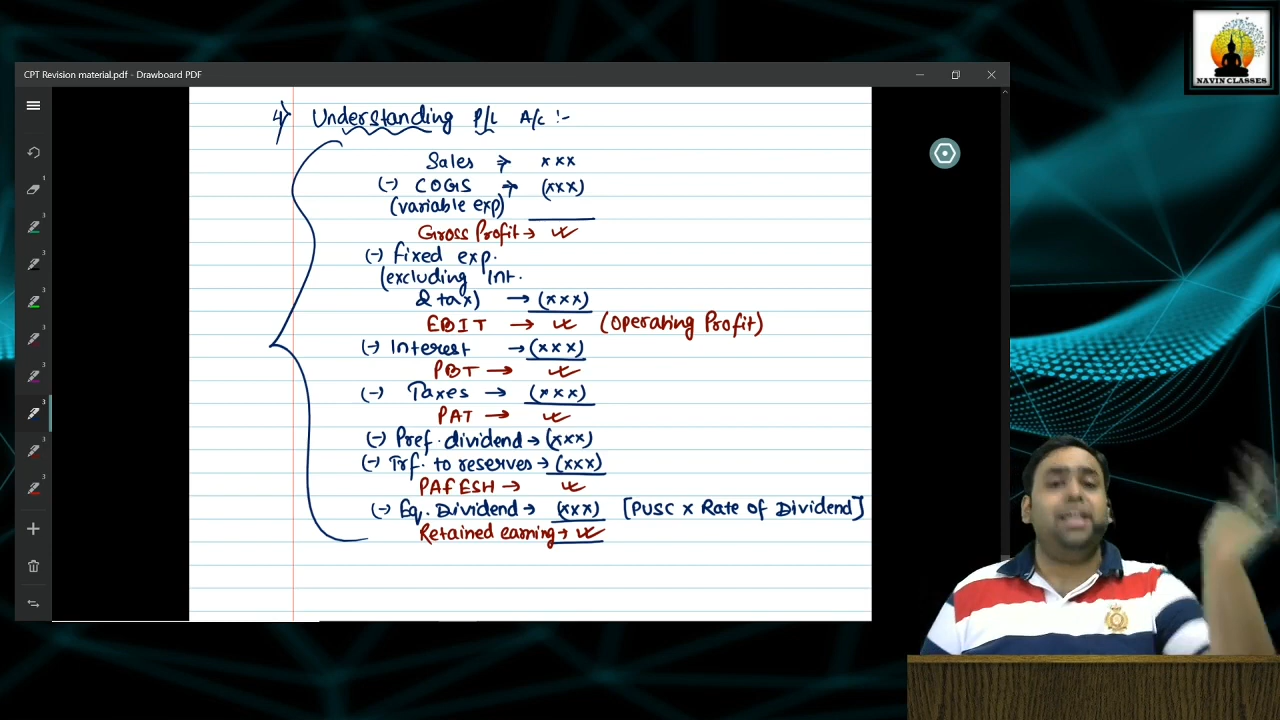 NAVIN CLASSES
CPT Revision material.pdf - Drawboard PDF
4) Understanding P/L A/c :-
Sales → xxx
(-) COGS → (xxx)
(variable exp)
Gross Profit →
(-) Fixed exp.
(excluding Int.
& tax) → (xxx)
EBIT → (Operating Profit)
(-) Interest → (xxx)
PBT →
(-) Taxes → (xxx)
PAT →
(-) Pref. dividend → (xxx)
(-) Trf. to reserves → (xxx)
PAFESH →
(-) Eq. Dividend → (xxx) [PUSC x Rate of Dividend]
Retained earning →